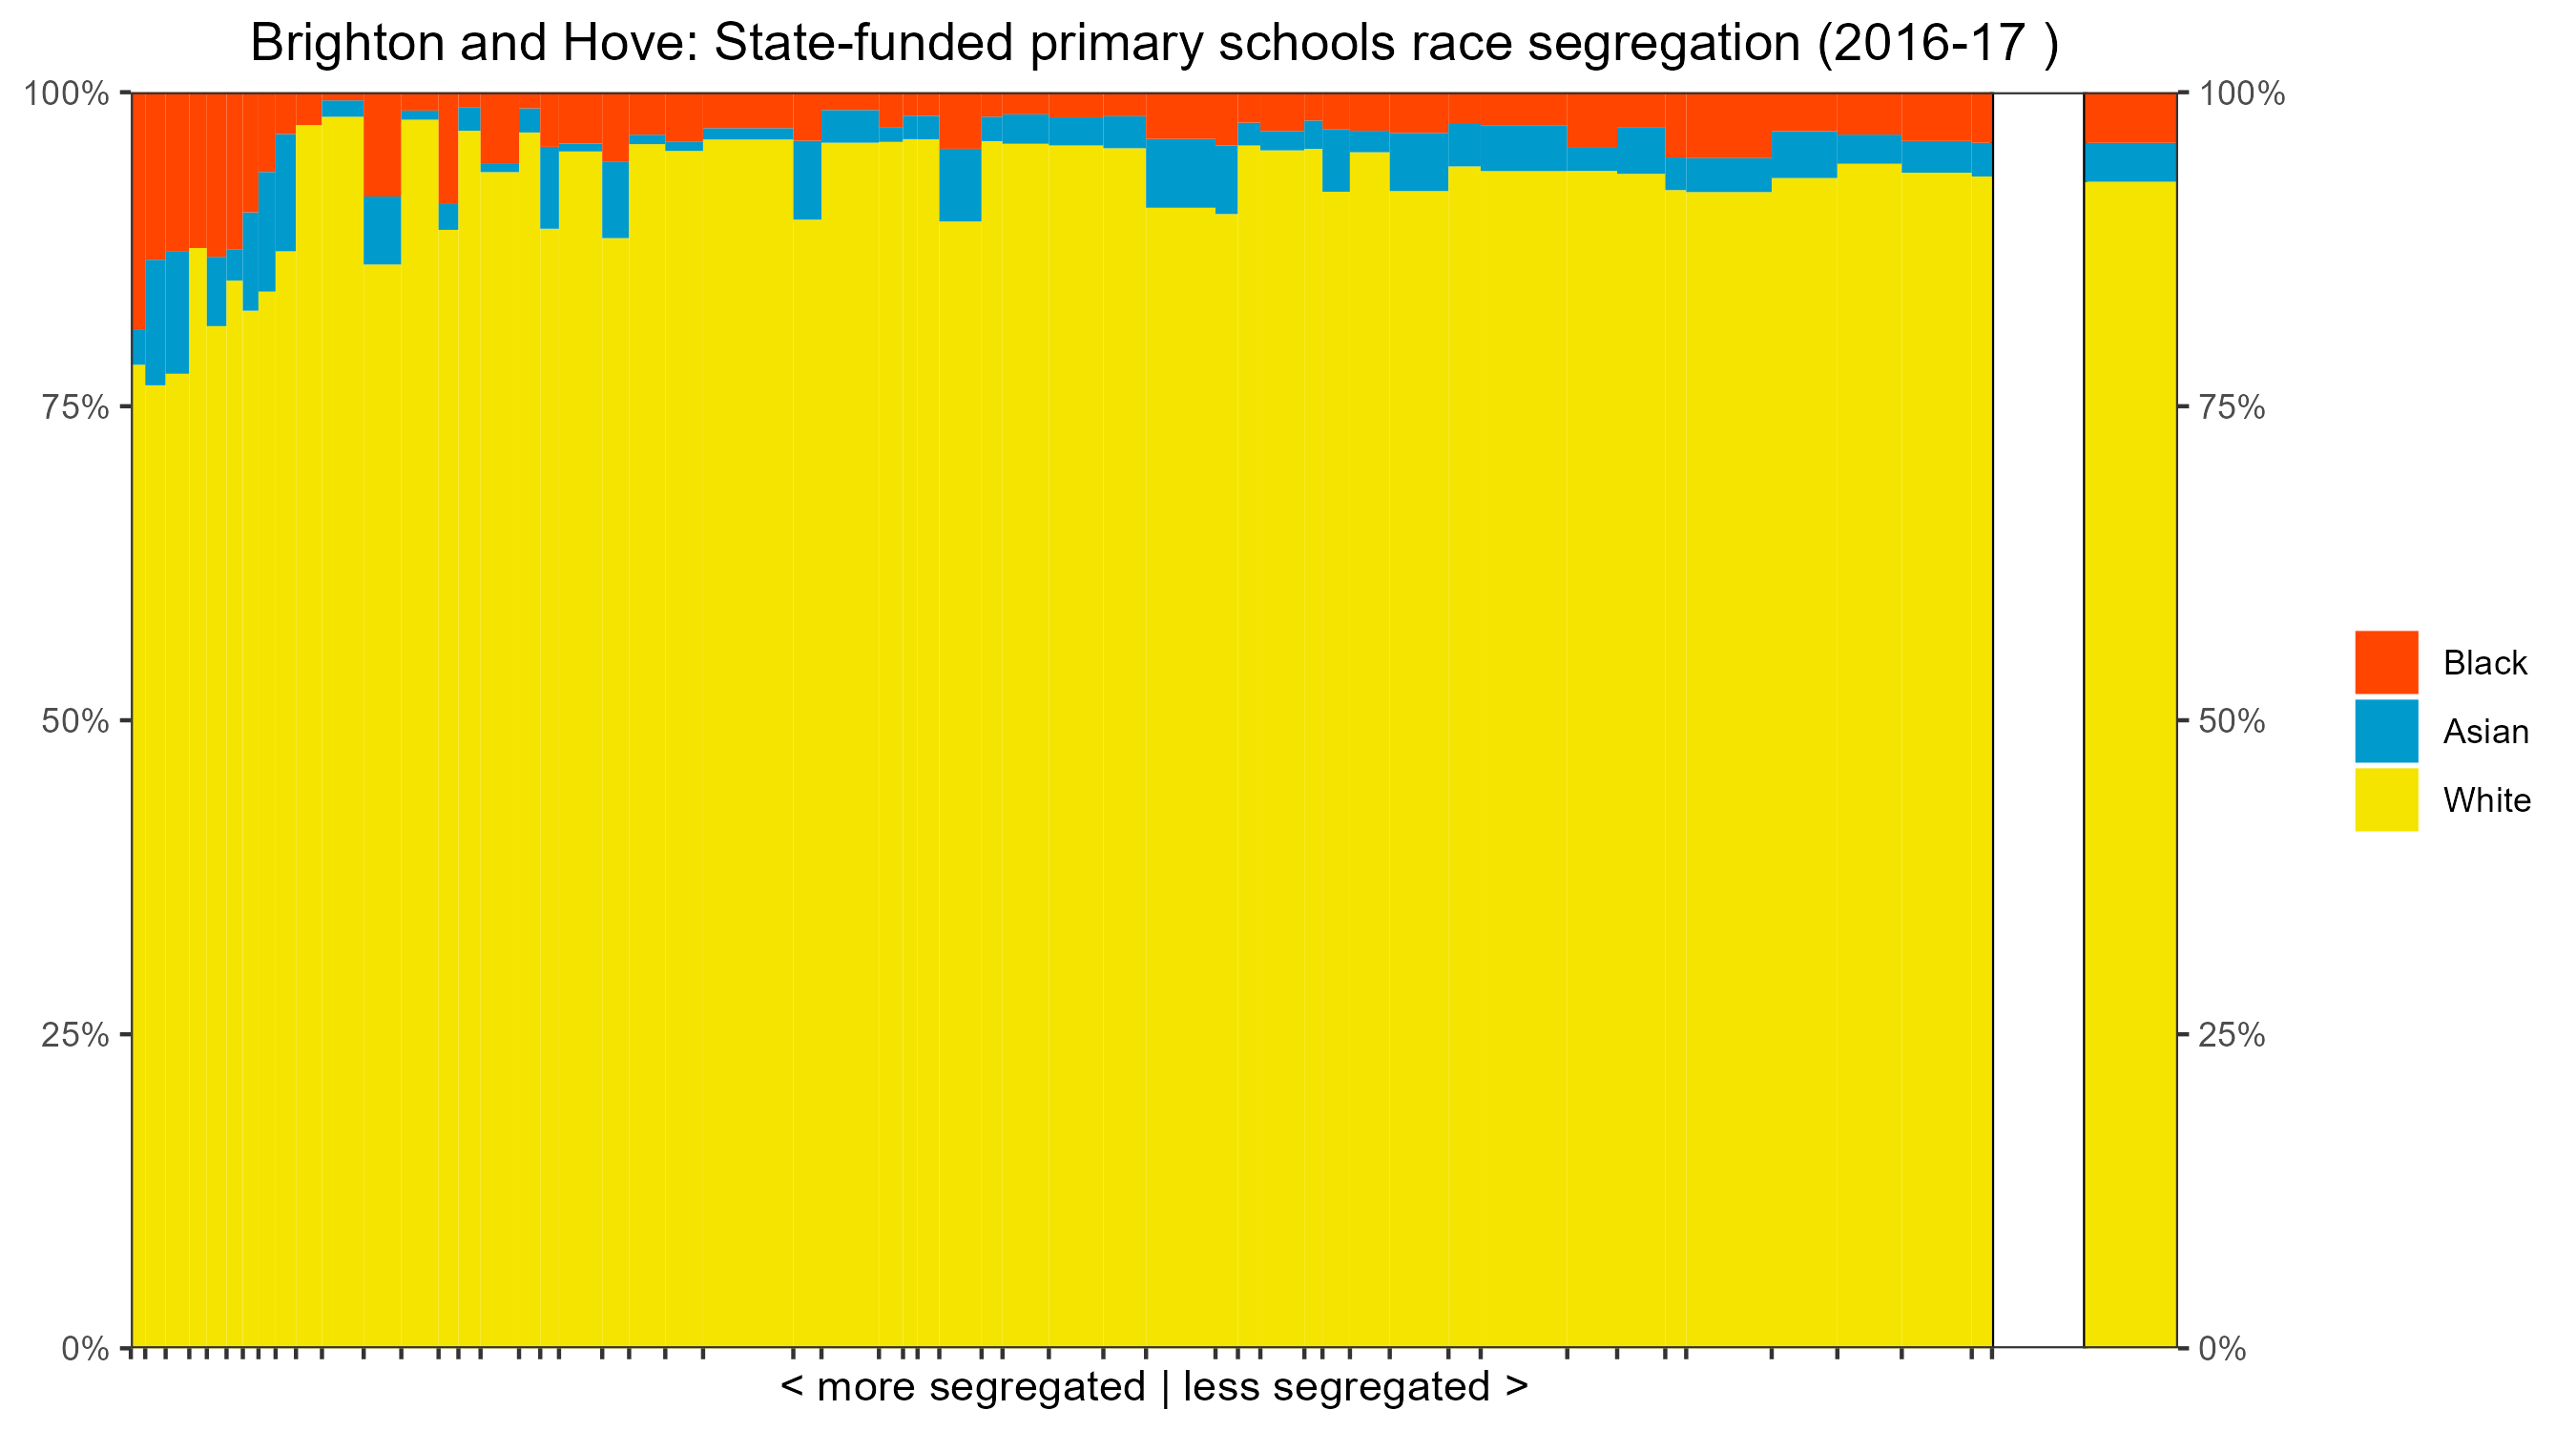 Brighton and Hove: State-funded primary schools race segregation (2016-17 )
100%
100%
75%
75%
50%
50%
25%
25%
0%
0%
Black
Asian
White
< more segregated | less segregated >